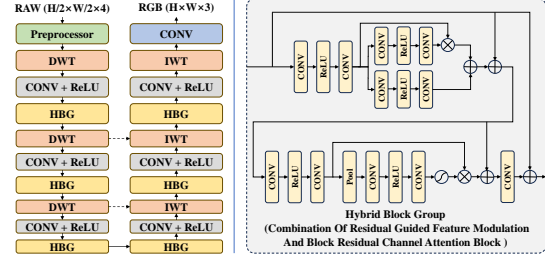 RAW (H/2×W/2×4)
Preprocessor
DWT
CONV + ReLU
HBG
DWT
CONV + ReLU
HBG
DWT
CONV + ReLU
HBG
RGB (H×W×3)
CONV
IWT
CONV + ReLU
HBG
IWT
CONV + ReLU
HBG
IWT
CONV + ReLU
HBG
CONV
ReLU
CONV
CONV
ReLU
CONV
CONV
ReLU
CONV
CONV
ReLU
CONV
Pool
CONV
ReLU
CONV
CONV
Hybrid Block Group
(Combination Of Residual Guided Feature Modulation
And Block Residual Channel Attention Block )